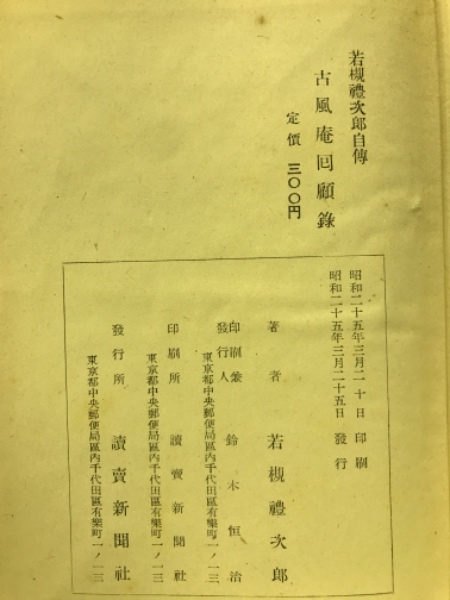 若槻禮次郎自傳
古風庵回顧錄
定價 三〇〇円
昭和二十五年三月二十日 印刷
昭和二十五年三月二十五日 發行
著者 若槻禮次郎
印刷兼發行人 鈴木恒治
東京都中央郵便局區內千代田區有樂町一ノ一三
印刷所 讀賣新聞社
東京都中央郵便局區內千代田區有樂町一ノ一三
發行所 讀賣新聞社
東京都中央郵便局區內千代田區有樂町一ノ一三